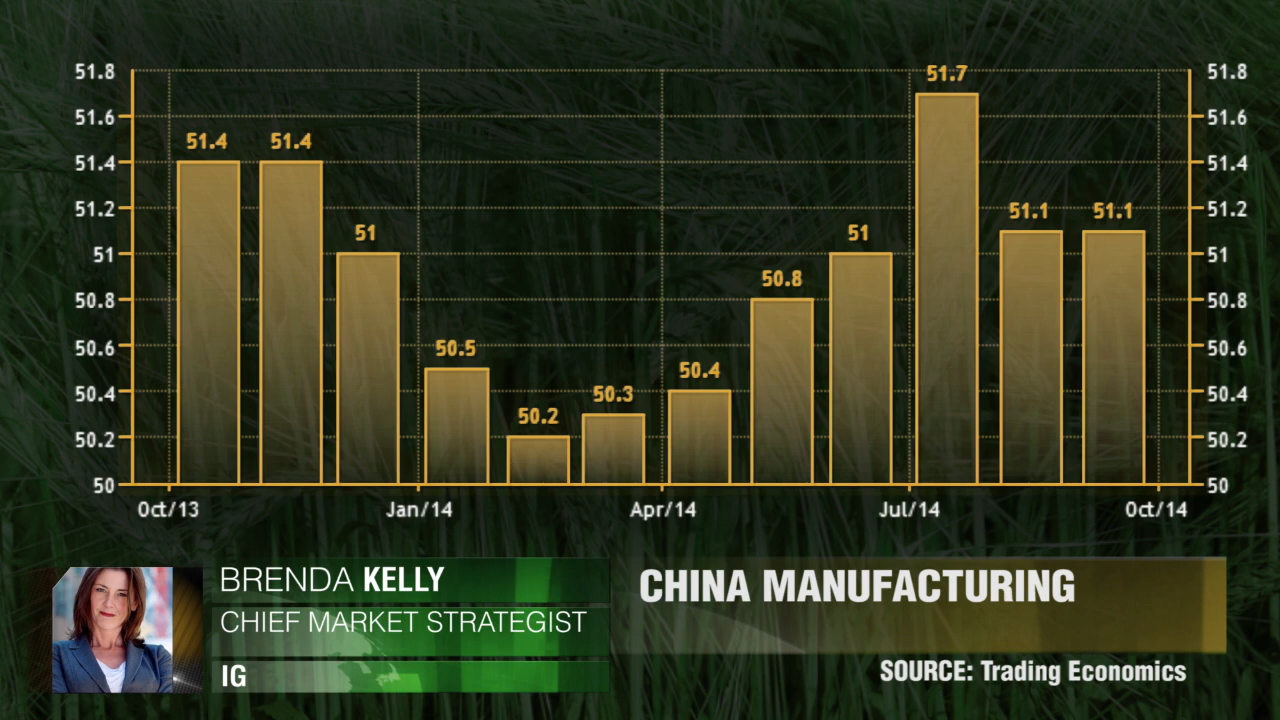 51.8 51.7 51.8
51.6 51.6
51.4 51.4 51.4 51.4
51.2 51.1 51.1 51.2
51 51 51 51
50.8 50.8 50.8
50.6 50.5 50.6
50.4 50.3 50.4 50.4
50.2 50.2 50.2
50 50
Oct/13 Jan/14 Apr/14 Jul/14 Oct/14
BRENDA KELLY
CHIEF MARKET STRATEGIST
IG
CHINA MANUFACTURING
SOURCE: Trading Economics